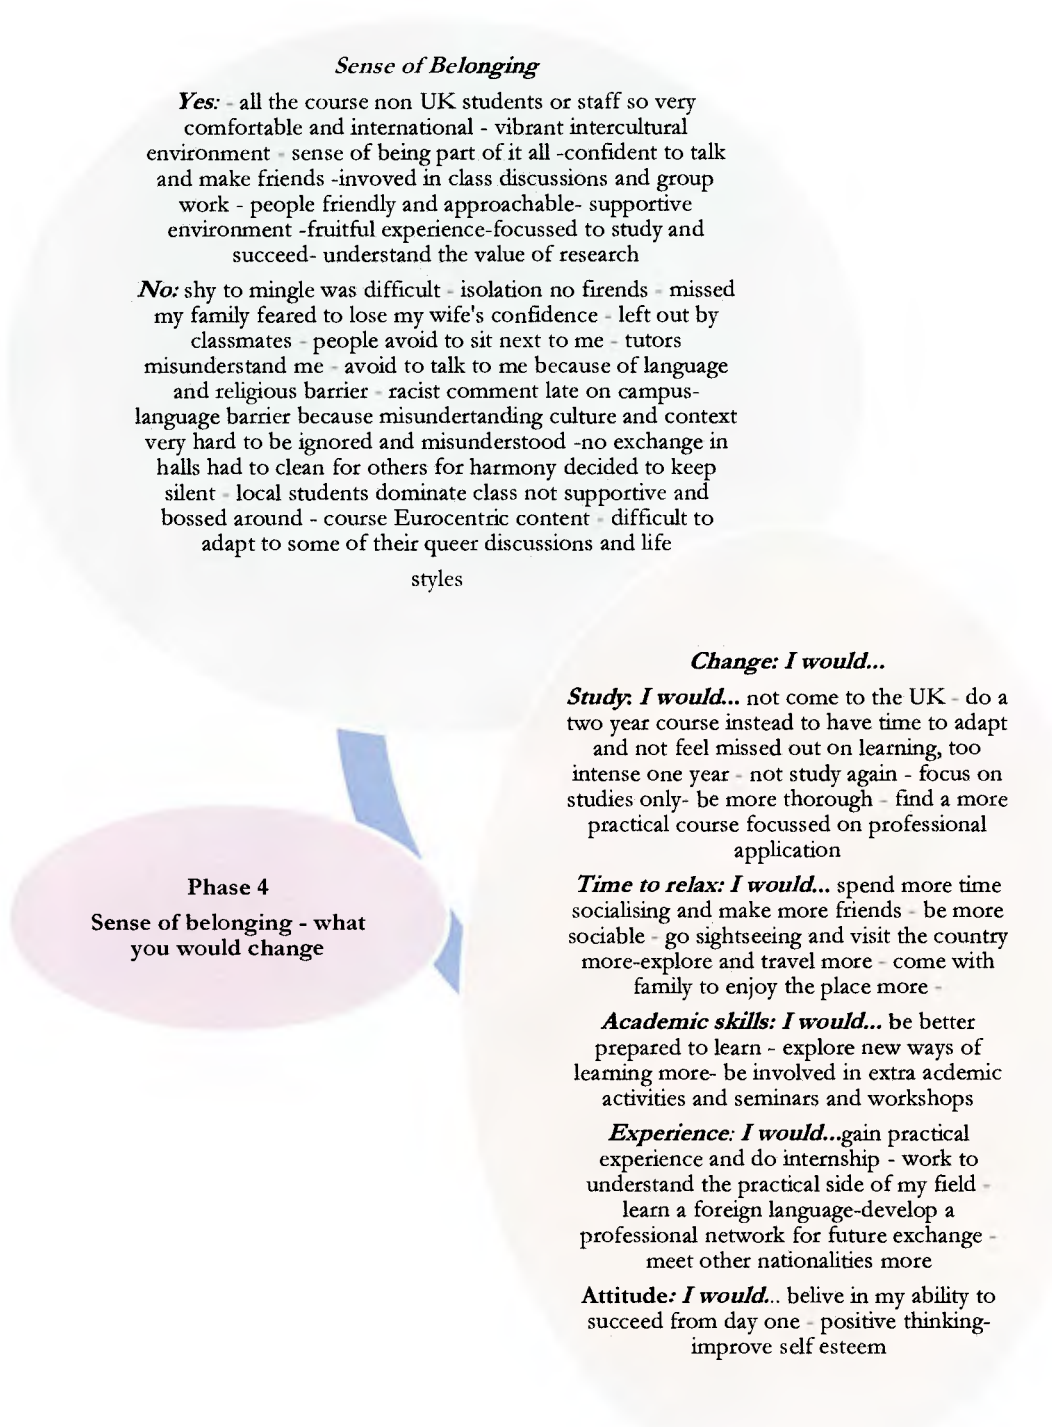 Sense of Belonging
Yes: - all the course non UK students or staff so very
comfortable and international - vibrant intercultural
environment - sense of being part of it all -confident to talk
and make friends -invoved in class discussions and group
work - people friendly and approachable- supportive
environment -fruitful experience-focussed to study and
succeed- understand the value of research
No: shy to mingle was difficult - isolation no firends - missed
my family feared to lose my wife's confidence - left out by
classmates - people avoid to sit next to me - tutors
misunderstand me - avoid to talk to me because of language
and religious barrier - racist comment late on campus-
language barrier because misundertanding culture and context
very hard to be ignored and misunderstood -no exchange in
halls had to clean for others for harmony decided to keep
silent - local students dominate class not supportive and
bossed around - course Eurocentric content - difficult to
adapt to some of their queer discussions and life
styles
Change: I would...
Study: I would... not come to the UK - do a
two year course instead to have time to adapt
and not feel missed out on learning, too
intense one year - not study again - focus on
studies only- be more thorough - find a more
practical course focussed on professional
application
Time to relax: I would... spend more time
socialising and make more friends - be more
sociable - go sightseeing and visit the country
more-explore and travel more - come with
family to enjoy the place more -
Academic skills: I would... be better
prepared to learn - explore new ways of
learning more- be involved in extra acdemic
activities and seminars and workshops
Experience: I would...gain practical
experience and do internship - work to
understand the practical side of my field -
learn a foreign language-develop a
professional network for future exchange -
meet other nationalities more
Attitude: I would... belive in my ability to
succeed from day one - positive thinking-
improve self esteem
Phase 4
Sense of belonging - what
you would change